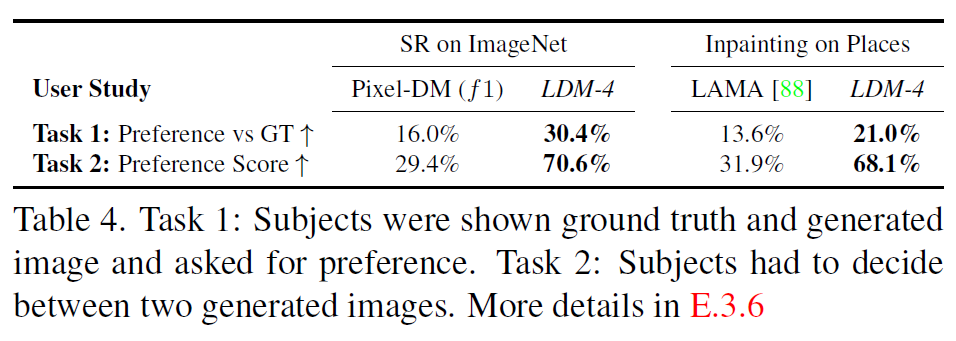 SR on ImageNet Inpainting on Places
User Study Pixel-DM (f1) LDM-4 LAMA [88] LDM-4
Task 1: Preference vs GT ↑ 16.0% 30.4% 13.6% 21.0%
Task 2: Preference Score ↑ 29.4% 70.6% 31.9% 68.1%
Table 4. Task 1: Subjects were shown ground truth and generated
image and asked for preference. Task 2: Subjects had to decide
between two generated images. More details in E.3.6